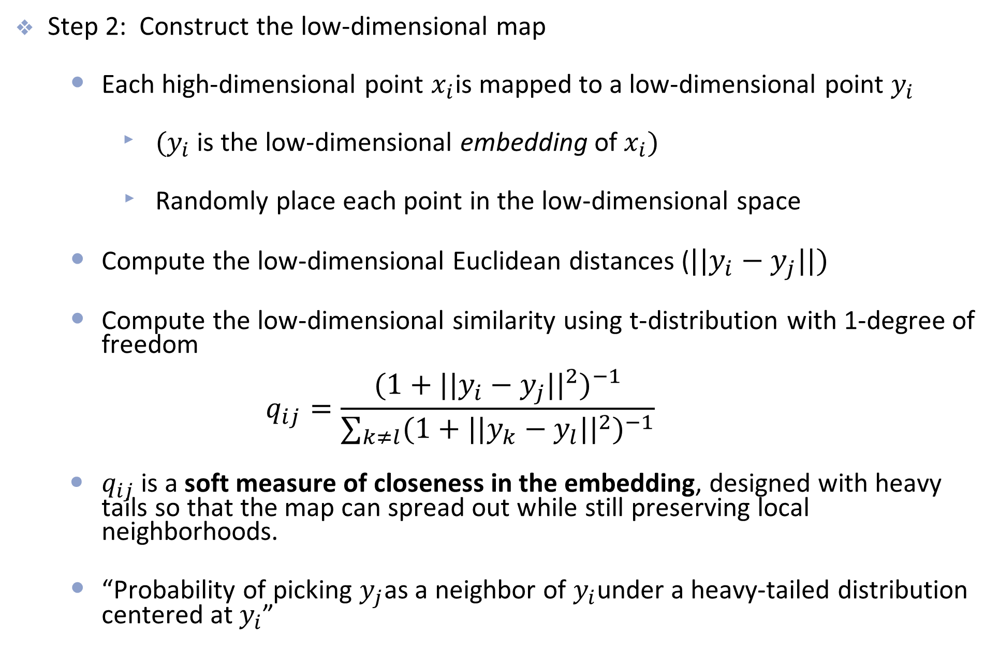 ❖ Step 2: Construct the low-dimensional map
• Each high-dimensional point $x_i$ is mapped to a low-dimensional point $y_i$
▸ ($y_i$ is the low-dimensional embedding of $x_i$)
▸ Randomly place each point in the low-dimensional space
• Compute the low-dimensional Euclidean distances ($||y_i - y_j||$)
• Compute the low-dimensional similarity using t-distribution with 1-degree of
freedom
$q_{ij} = \frac{(1 + ||y_i - y_j||^2)^{-1}}{\sum_{k \neq l}(1 + ||y_k - y_l||^2)^{-1}}$
• $q_{ij}$ is a soft measure of closeness in the embedding, designed with heavy
tails so that the map can spread out while still preserving local
neighborhoods.
• “Probability of picking $y_j$ as a neighbor of $y_i$ under a heavy-tailed distribution
centered at $y_i$”